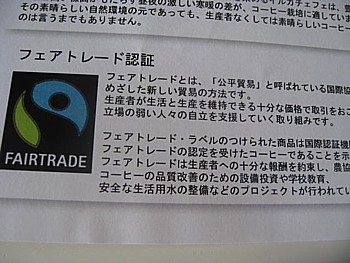 その素晴らしい自然環境の元であっても、生産者なくしては素晴らしい
のは言うまでもありません。
フェアトレード認証
フェアトレードとは、「公平貿易」と呼ばれている国際協
めざした新しい貿易の方法です。
生産者が生活と生産を維持できる十分な価格で取引をおこ
立場の弱い人々の自立を支援していく取り組みです。
フェアトレード・ラベルのつけられた商品は国際認証機
フェアトレードの認定を受けたコーヒーであることを示
フェアトレードは生産者への十分な報酬を約束し、農協
コーヒーの品質改善のための設備投資や学校教育、
安全な生活用水の整備などのプロジェクトが行われてい
FAIRTRADE